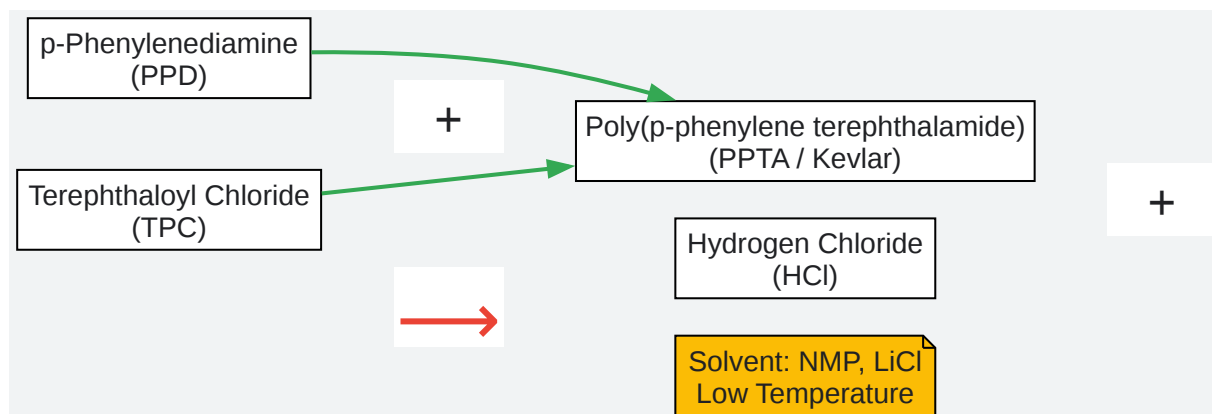 p-Phenylenediamine
(PPD)
+
Terephthaloyl Chloride
(TPC)
Poly(p-phenylene terephthalamide)
(PPTA / Kevlar)
+
Hydrogen Chloride
(HCl)
Solvent: NMP, LiCl
Low Temperature